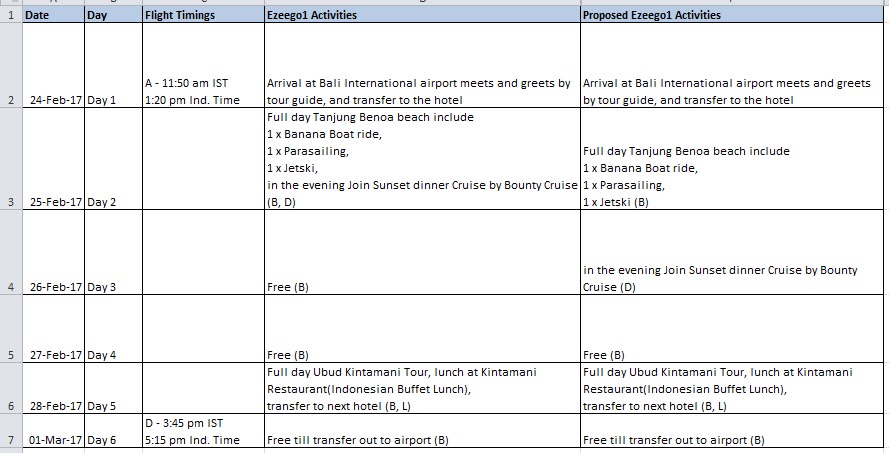 Date Day Flight Timings Ezeego1 Activities Proposed Ezeego1 Activities
1
A - 11:50 am IST
1:20 pm Ind. Time
Arrival at Bali International airport meets and greets by
tour guide, and transfer to the hotel
Arrival at Bali International airport meets and greets
by tour guide, and transfer to the hotel
2 24-Feb-17 Day 1
Full day Tanjung Benoa beach include
1 x Banana Boat ride,
1 x Parasailing,
1 x Jetski,
in the evening Join Sunset dinner Cruise by Bounty Cruise
(B, D)
Full day Tanjung Benoa beach include
1 x Banana Boat ride,
1 x Parasailing,
1 x Jetski (B)
3 25-Feb-17 Day 2
in the evening Join Sunset dinner Cruise by Bounty
Cruise (D)
4 26-Feb-17 Day 3 Free (B)
5 27-Feb-17 Day 4 Free (B) Free (B)
Full day Ubud Kintamani Tour, lunch at Kintamani
Restaurant(Indonesian Buffet Lunch),
transfer to next hotel (B, L)
Full day Ubud Kintamani Tour, lunch at Kintamani
Restaurant(Indonesian Buffet Lunch),
transfer to next hotel (B, L)
6 28-Feb-17 Day 5
D - 3:45 pm IST
5:15 pm Ind. Time
7 01-Mar-17 Day 6 Free till transfer out to airport (B) Free till transfer out to airport (B)